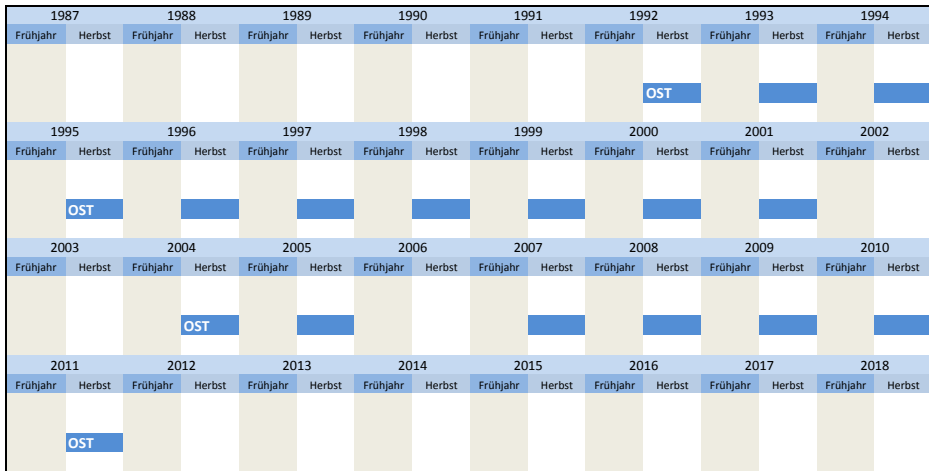 1987 1988 1989 1990 1991 1992 1993 1994
Frühjahr Herbst Frühjahr Herbst Frühjahr Herbst Frühjahr Herbst Frühjahr Herbst Frühjahr Herbst Frühjahr Herbst Frühjahr Herbst
OST
1995 1996 1997 1998 1999 2000 2001 2002
Frühjahr Herbst Frühjahr Herbst Frühjahr Herbst Frühjahr Herbst Frühjahr Herbst Frühjahr Herbst Frühjahr Herbst Frühjahr Herbst
OST
2003 2004 2005 2006 2007 2008 2009 2010
Frühjahr Herbst Frühjahr Herbst Frühjahr Herbst Frühjahr Herbst Frühjahr Herbst Frühjahr Herbst Frühjahr Herbst Frühjahr Herbst
OST
2011 2012 2013 2014 2015 2016 2017 2018
Frühjahr Herbst Frühjahr Herbst Frühjahr Herbst Frühjahr Herbst Frühjahr Herbst Frühjahr Herbst Frühjahr Herbst Frühjahr Herbst
OST